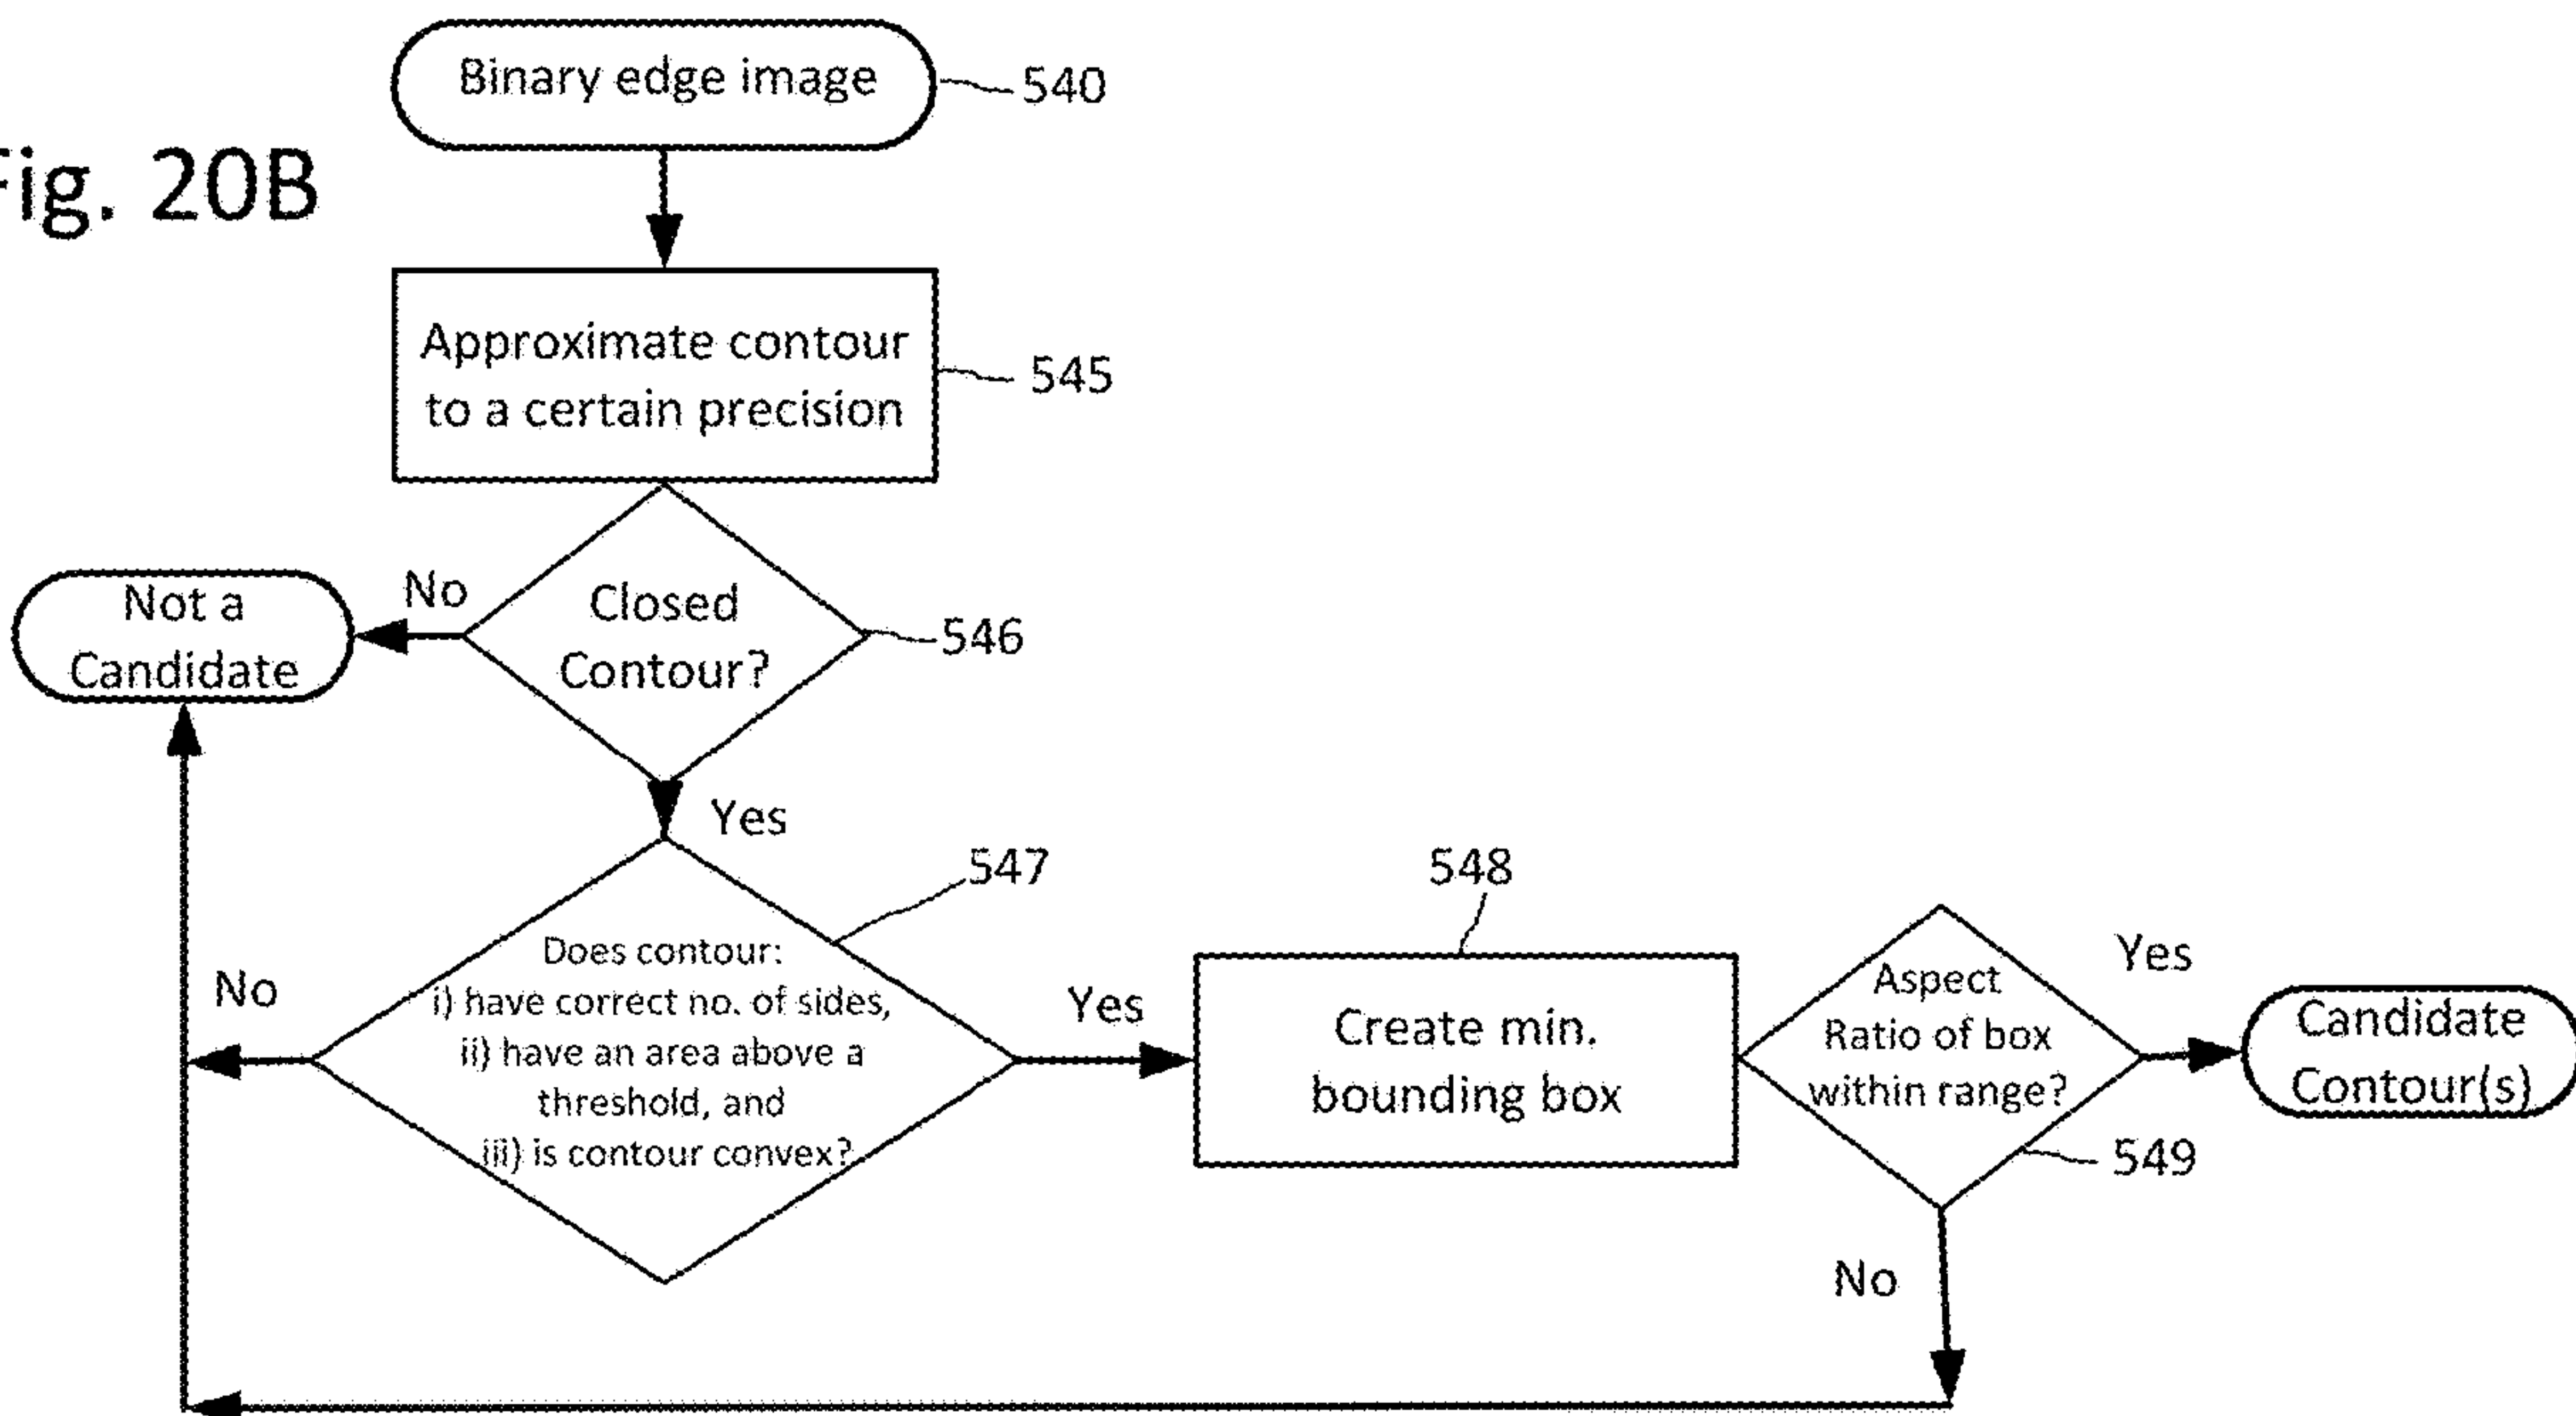 Binary edge image
540
Fig. 20B
Approximate contour
to a certain precision
545
Not a
Candidate
No
Closed
Contour?
546
Yes
547
Does contour:
i) have correct no. of sides,
ii) have an area above a
threshold, and
iii) is contour convex?
No
Yes
548
Create min.
bounding box
Aspect
Ratio of box
within range?
Yes
549
No
Candidate
Contour(s)